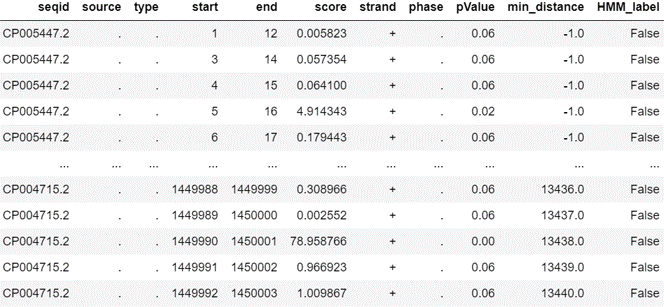 seqid source type start end score strand phase pValue min_distance HMM_label
CP005447.2 . . 1 12 0.005823 + . 0.06 -1.0 False
CP005447.2 . . 3 14 0.057354 + . 0.06 -1.0 False
CP005447.2 . . 4 15 0.064100 + . 0.06 -1.0 False
CP005447.2 . . 5 16 4.914343 + . 0.02 -1.0 False
CP005447.2 . . 6 17 0.179443 + . 0.06 -1.0 False
... ... ... ... ... ... ... ... ... ... ...
CP004715.2 . . 1449988 1449999 0.308966 + . 0.06 13436.0 False
CP004715.2 . . 1449989 1450000 0.002552 + . 0.06 13437.0 False
CP004715.2 . . 1449990 1450001 78.958766 + . 0.00 13438.0 False
CP004715.2 . . 1449991 1450002 0.966923 + . 0.06 13439.0 False
CP004715.2 . . 1449992 1450003 1.009867 + . 0.06 13440.0 False